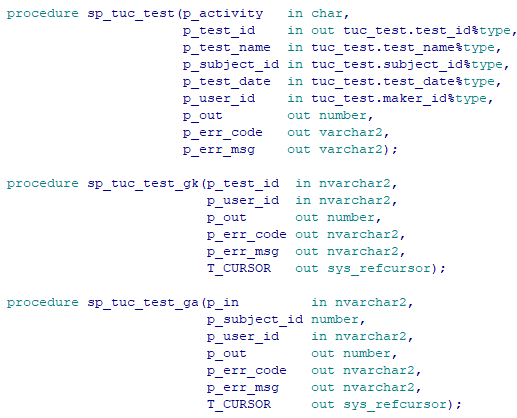 procedure sp_tuc_test(p_activity   in char,
                      p_test_id    in out tuc_test.test_id%type,
                      p_test_name  in tuc_test.test_name%type,
                      p_subject_id in tuc_test.subject_id%type,
                      p_test_date  in tuc_test.test_date%type,
                      p_user_id    in tuc_test.maker_id%type,
                      p_out        out number,
                      p_err_code   out varchar2,
                      p_err_msg    out varchar2);

procedure sp_tuc_test_gk(p_test_id  in nvarchar2,
                         p_user_id  in nvarchar2,
                         p_out      out number,
                         p_err_code out nvarchar2,
                         p_err_msg  out nvarchar2,
                         T_CURSOR   out sys_refcursor);

procedure sp_tuc_test_ga(p_in         in nvarchar2,
                         p_subject_id number,
                         p_user_id    in nvarchar2,
                         p_out        out number,
                         p_err_code   out nvarchar2,
                         p_err_msg    out nvarchar2,
                         T_CURSOR     out sys_refcursor);